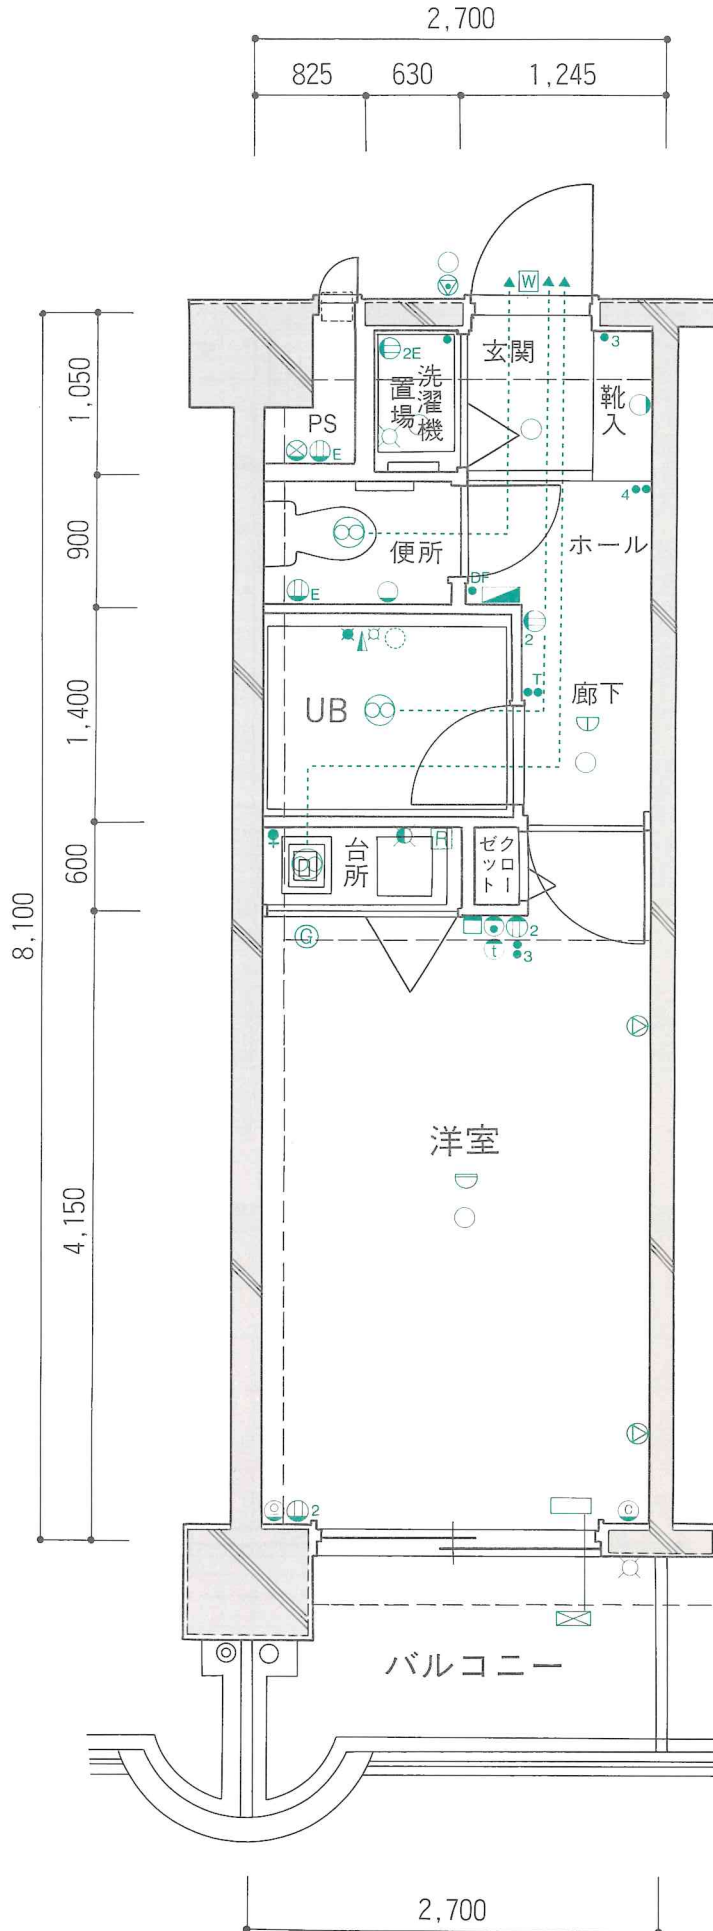 2,700
825
630
1,245
W
2E
玄関
3
洗濯機
置場
靴入
1,050
PS
E
4
900
便所
ホール
E
DF
2
T
廊下
1,400
UB
600
台所
R
クローゼット
8,100
G
2
t
3
洋室
4,150
2
C
バルコニー
2,700